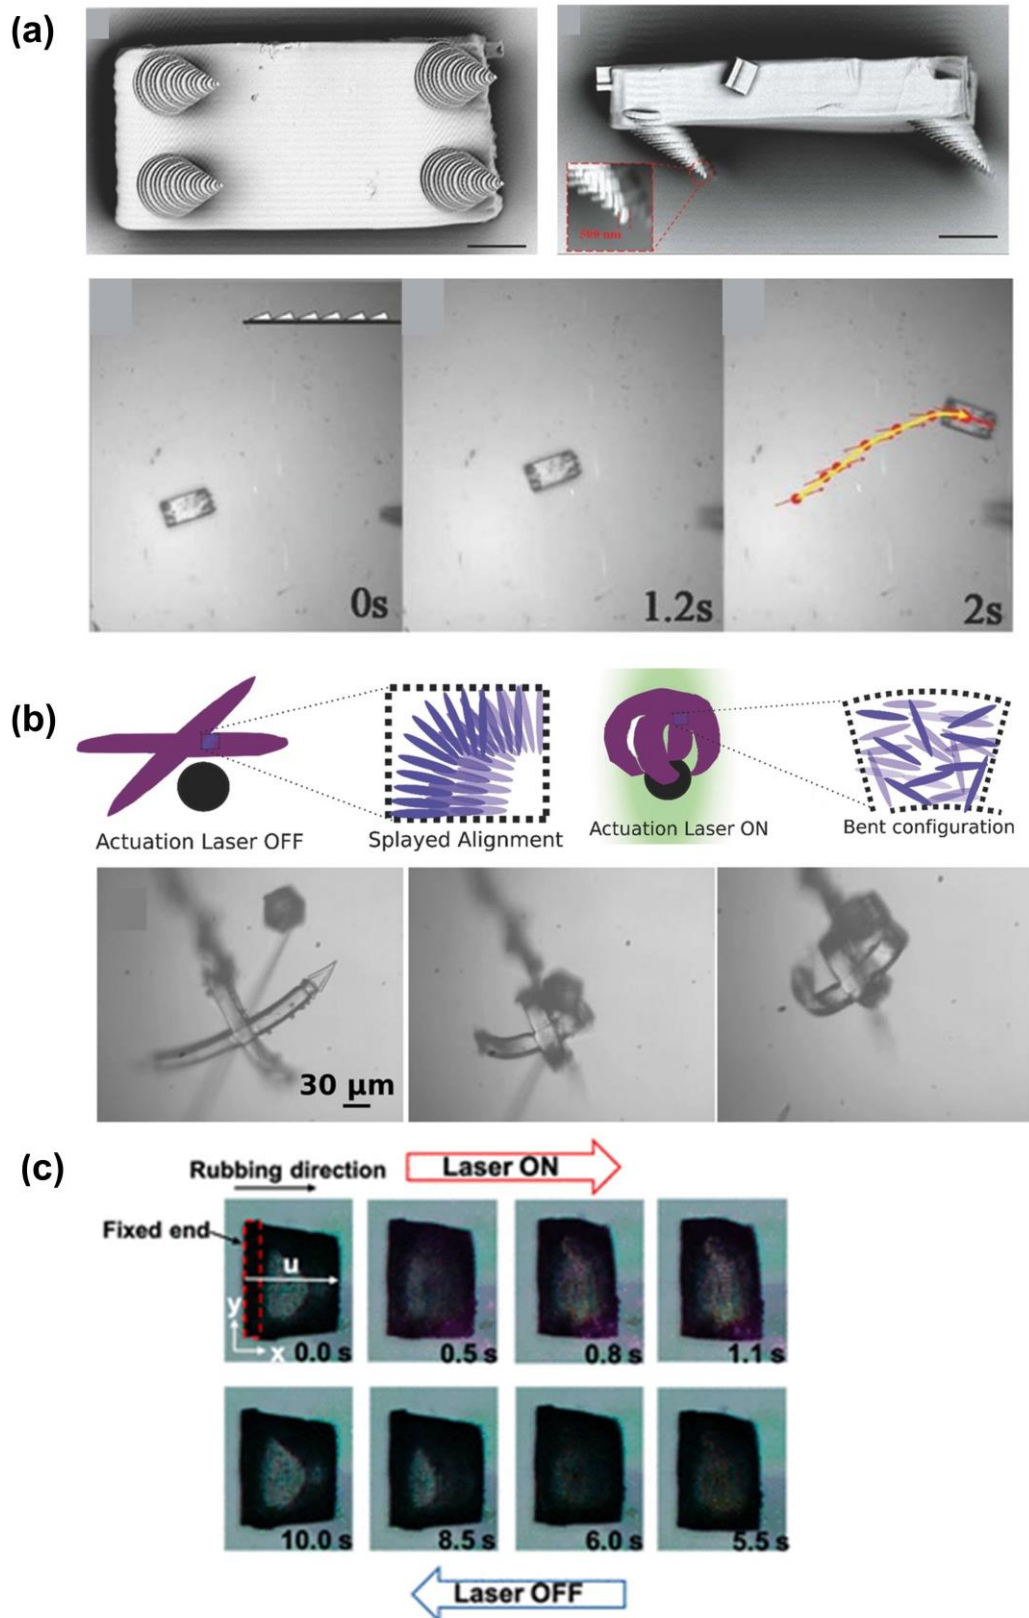 (a)
500 nm
0s
1.2s
2s
(b)
Actuation Laser OFF
Splayed Alignment
Actuation Laser ON
Bent configuration
30 μm
(c)
Rubbing direction
Laser ON
Fixed end
u
y
x
0.0 s
0.5 s
0.8 s
1.1 s
10.0 s
8.5 s
6.0 s
5.5 s
Laser OFF